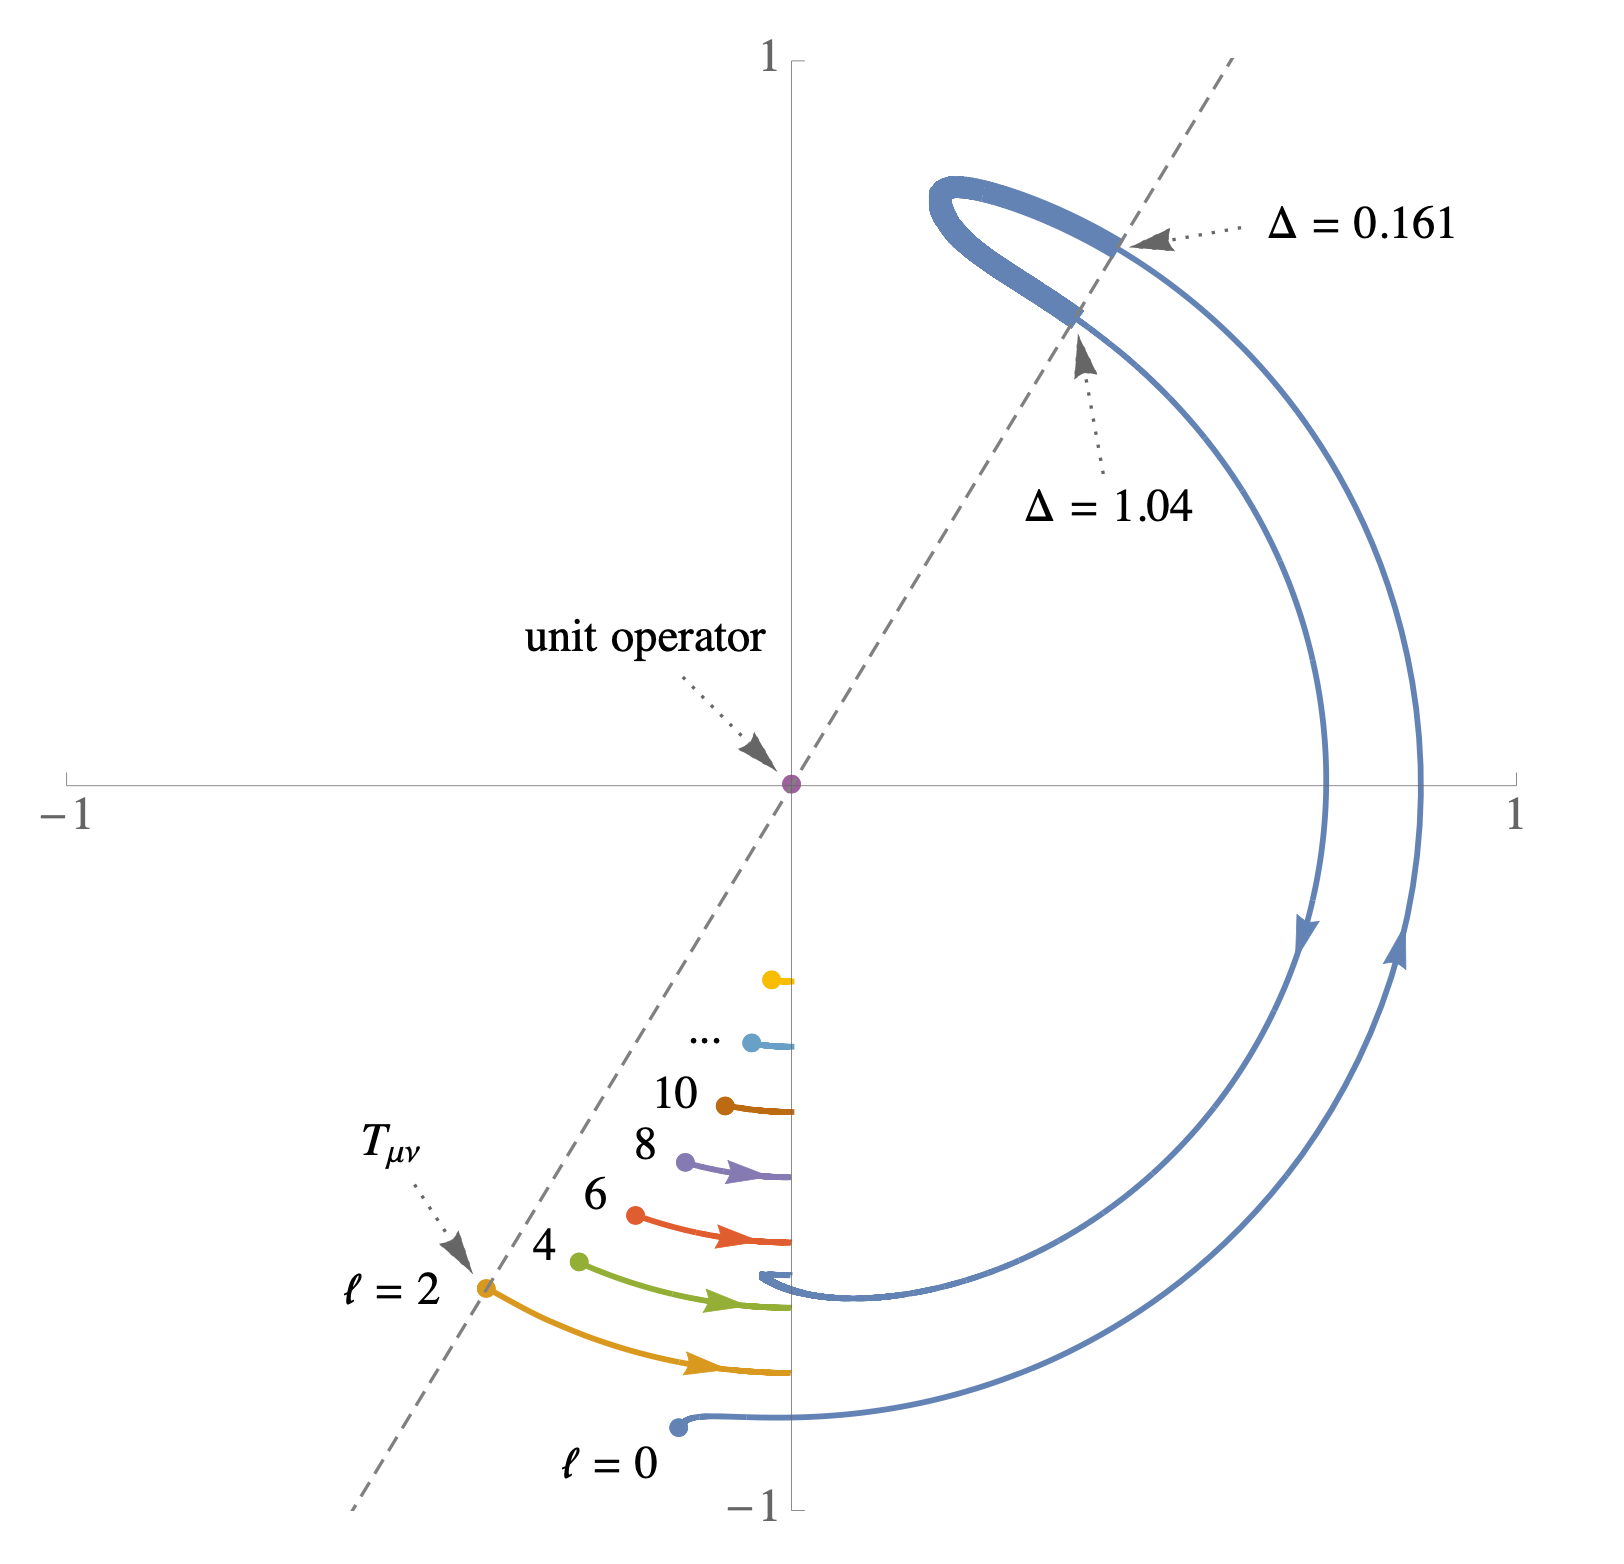 1
Δ = 0.161
Δ = 1.04
unit operator
−1
1
...
10
T_μν
8
6
4
ℓ = 2
ℓ = 0
−1